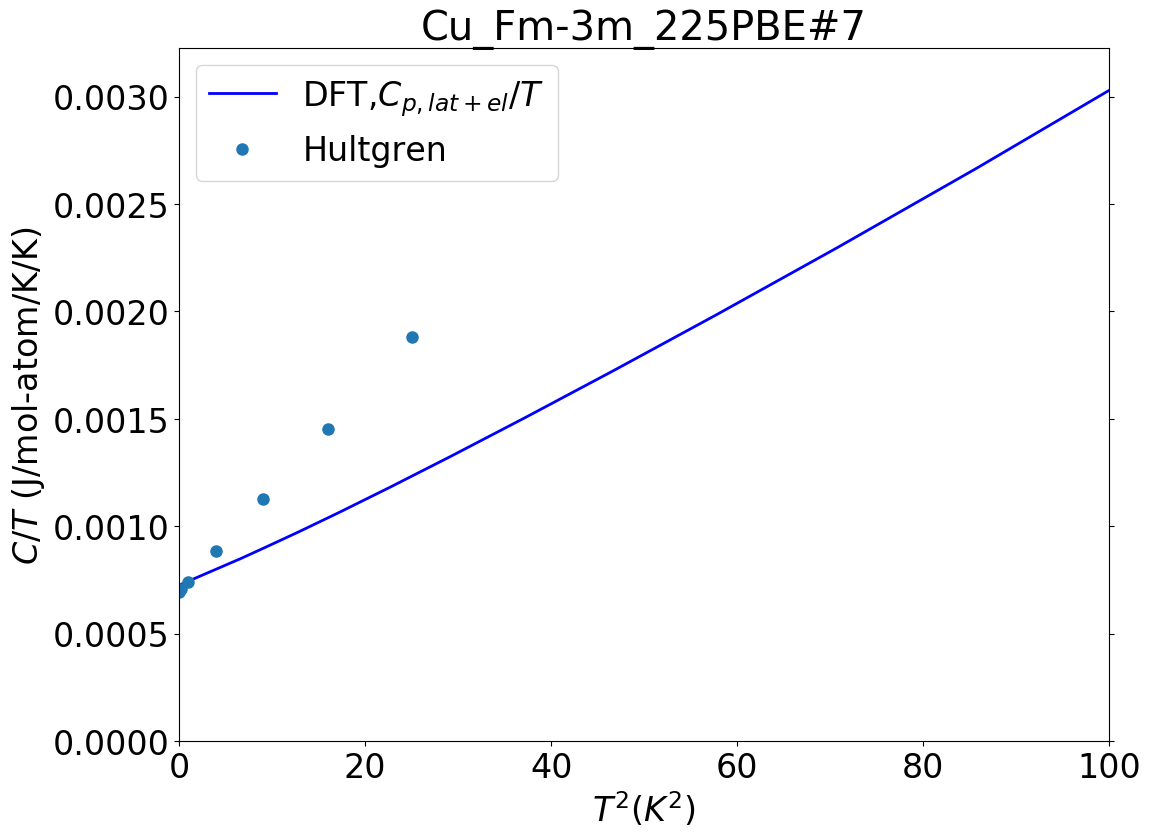 Cu_Fm-3m_225PBE#7
DFT,$C_{p, lat+el}/T$
Hultgren
0.0030
0.0025
0.0020
0.0015
0.0010
0.0005
0.0000
C/T (J/mol-atom/K/K)
0 20 40 60 80 100
$T^2(K^2)$